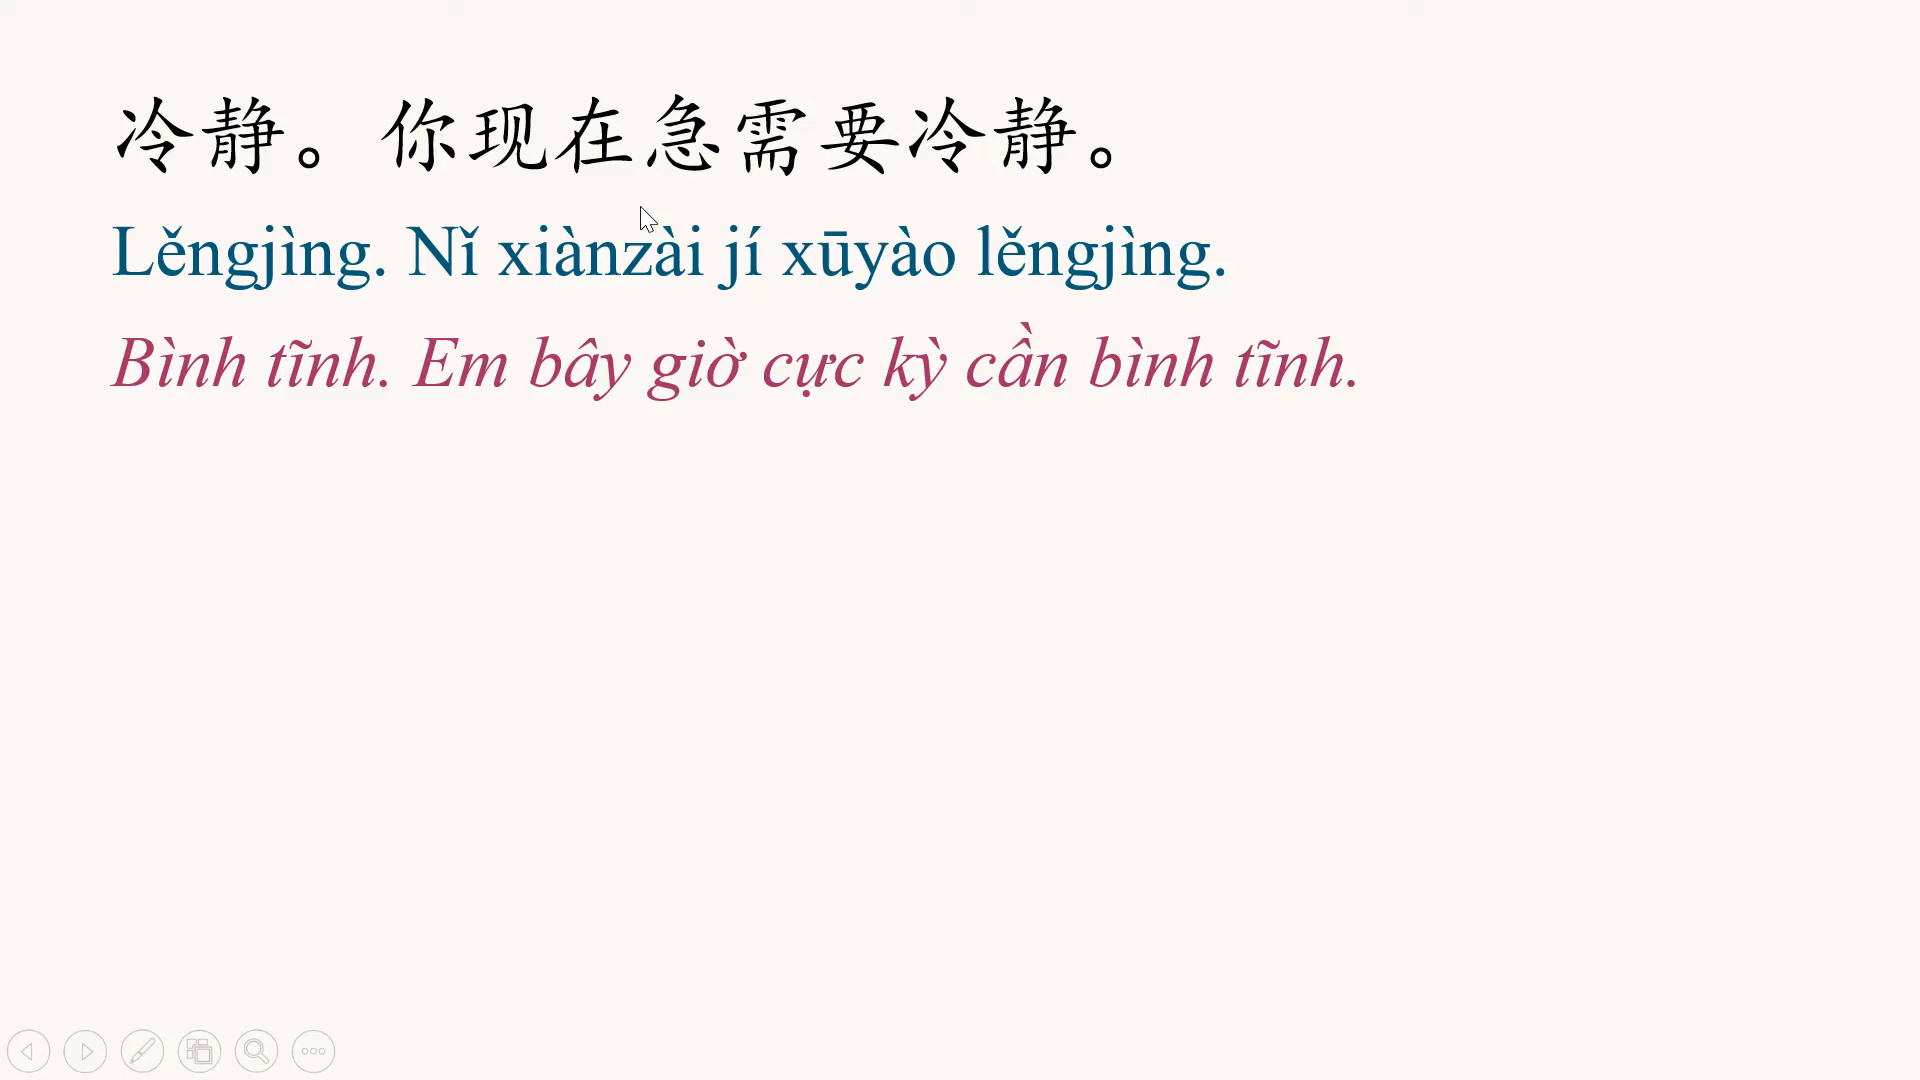 冷静。你现在急需要冷静。
Lěngjìng. Nǐ xiànzài jí xūyào lěngjìng.
Bình tĩnh. Em bây giờ cực kỳ cần bình tĩnh.